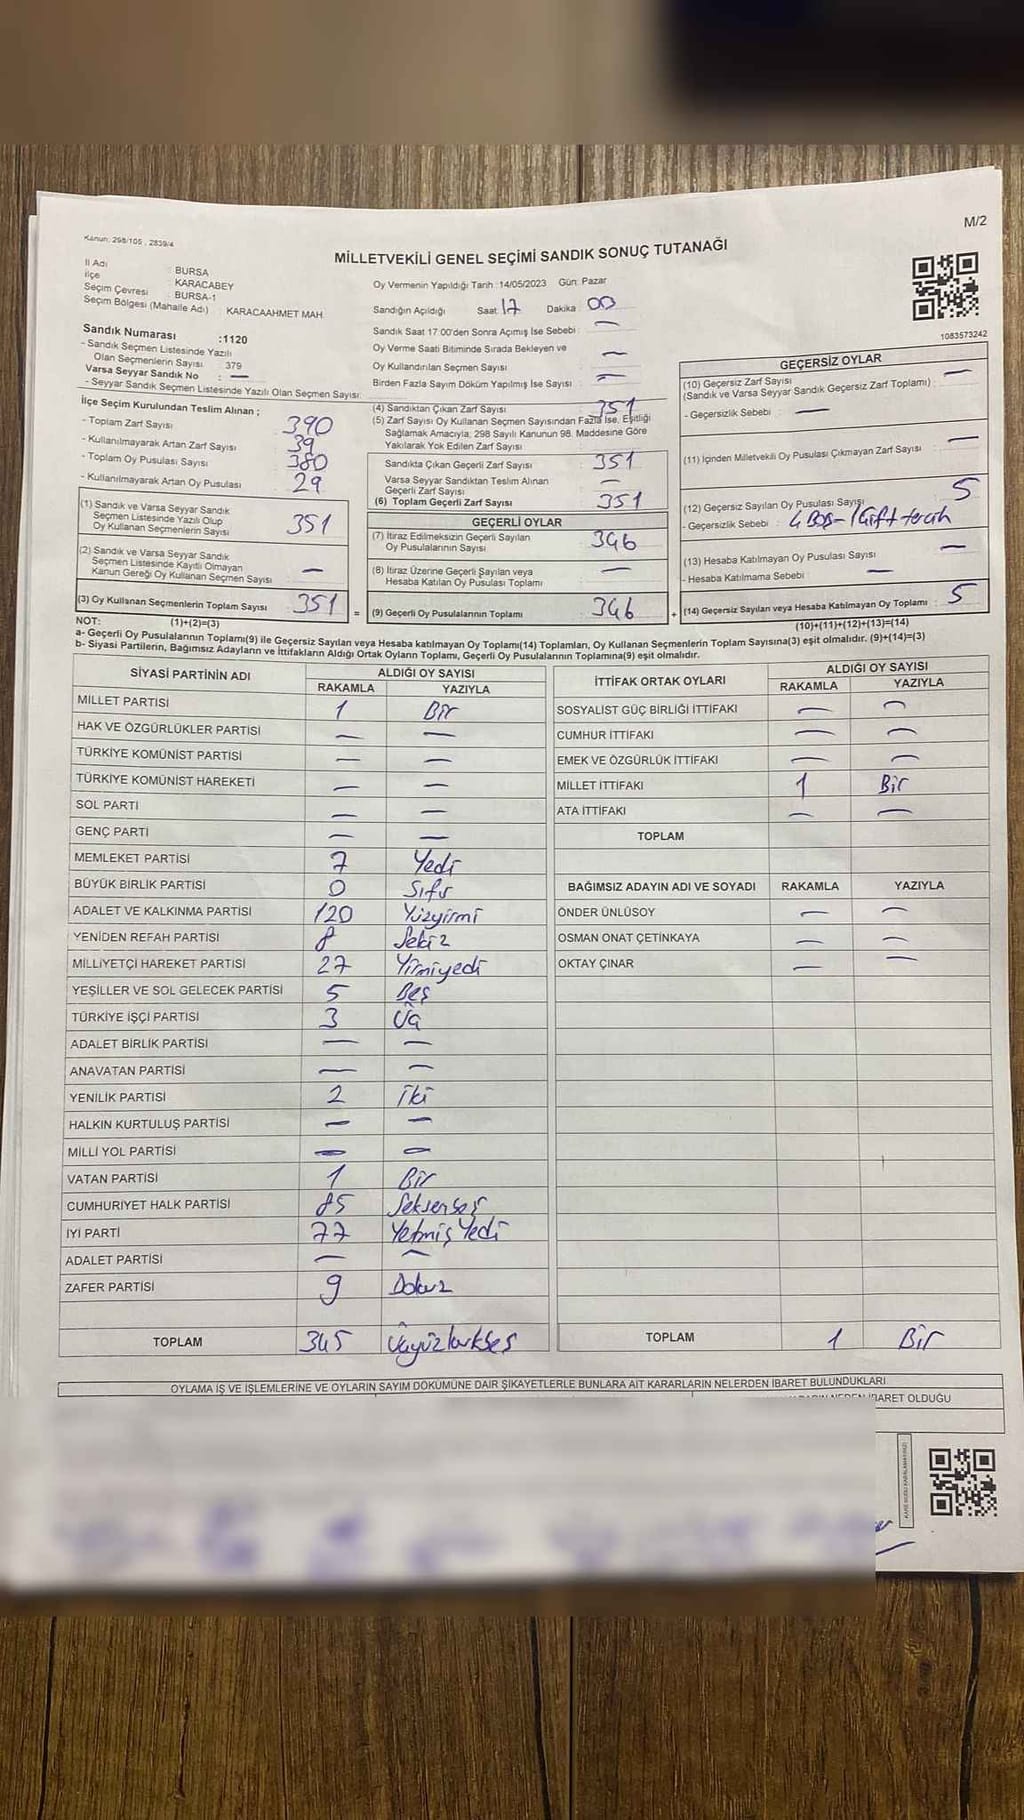 M/2
Kanun: 298/105 , 2839/4
MİLLETVEKİLİ GENEL SEÇİMİ SANDIK SONUÇ TUTANAĞI
İl Adı : BURSA
İlçe : KARACABEY
Seçim Çevresi : BURSA-1
Seçim Bölgesi (Mahalle Adı) : KARACAAHMET MAH.
Sandık Numarası :1120
- Sandık Seçmen Listesinde Yazılı
Olan Seçmenlerin Sayısı : 379
Varsa Seyyar Sandık No : —
- Seyyar Sandık Seçmen Listesinde Yazılı Olan Seçmen Sayısı:
Oy Vermenin Yapıldığı Tarih :14/05/2023 Gün: Pazar
Sandığın Açıldığı Saat 17 Dakika 00
Sandık Saat 17 00'den Sonra Açımış İse Sebebi : —
Oy Verme Saati Bitiminde Sırada Bekleyen ve
Oy Kullandırılan Seçmen Sayısı : —
Birden Fazla Sayım Döküm Yapılmış İse Sayısı : —
1083573242
İlçe Seçim Kurulundan Teslim Alınan ;
- Toplam Zarf Sayısı : 390
- Kullanılmayarak Artan Zarf Sayısı : 39
- Toplam Oy Pusulası Sayısı : 380
- Kullanılmayarak Artan Oy Pusulası : 29
(1) Sandık ve Varsa Seyyar Sandık
Seçmen Listesinde Yazılı Olup
Oy Kullanan Seçmenlerin Sayısı : 351
(2) Sandık ve Varsa Seyyar Sandık
Seçmen Listesinde Kayıtlı Olmayan
Kanun Gereği Oy Kullanan Seçmen Sayısı : —
(3) Oy Kullanan Seçmenlerin Toplam Sayısı : 351 =
(4) Sandıktan Çıkan Zarf Sayısı : 351
(5) Zarf Sayısı Oy Kullanan Seçmen Sayısından Fazla İse, Eşitliği
Sağlamak Amacıyla; 298 Sayılı Kanunun 98. Maddesine Göre
Yakılarak Yok Edilen Zarf Sayısı :
Sandıkta Çıkan Geçerli Zarf Sayısı : 351
Varsa Seyyar Sandıktan Teslim Alınan
Geçerli Zarf Sayısı : —
(6) Toplam Geçerli Zarf Sayısı : 351
GEÇERLİ OYLAR
(7) İtiraz Edilmeksizin Geçerli Sayılan
Oy Pusulalarının Sayısı : 346
(8) İtiraz Üzerine Geçerli Sayılan veya
Hesaba Katılan Oy Pusulası Toplamı : —
(9) Geçerli Oy Pusulalarının Toplamı : 346 +
GEÇERSİZ OYLAR
(10) Geçersiz Zarf Sayısı
(Sandık ve Varsa Seyyar Sandık Geçersiz Zarf Toplamı) : —
- Geçersizlik Sebebi : —
(11) İçinden Milletvekili Oy Pusulası Çıkmayan Zarf Sayısı : —
(12) Geçersiz Sayılan Oy Pusulası Sayısı : 5
- Geçersizlik Sebebi : 4 Boş - 1 Çift tercih
(13) Hesaba Katılmayan Oy Pusulası Sayısı : —
- Hesaba Katılmama Sebebi : —
(14) Geçersiz Sayılan veya Hesaba Katılmayan Oy Toplamı : 5
NOT: (1)+(2)=(3)
(10)+(11)+(12)+(13)=(14)
a- Geçerli Oy Pusulalarının Toplamı(9) ile Geçersiz Sayılan veya Hesaba katılmayan Oy Toplamı(14) Toplamları, Oy Kullanan Seçmenlerin Toplam Sayısına(3) eşit olmalıdır. (9)+(14)=(3)
b- Siyasi Partilerin, Bağımsız Adayların ve İttifakların Aldığı Ortak Oyların Toplamı, Geçerli Oy Pusulalarının Toplamına(9) eşit olmalıdır.
SİYASİ PARTİNİN ADI ALDIĞI OY SAYISI
RAKAMLA YAZIYLA
MİLLET PARTİSİ 1 Bir
HAK VE ÖZGÜRLÜKLER PARTİSİ — —
TÜRKİYE KOMÜNİST PARTİSİ — —
TÜRKİYE KOMÜNİST HAREKETİ — —
SOL PARTİ — —
GENÇ PARTİ — —
MEMLEKET PARTİSİ 7 Yedi
BÜYÜK BİRLİK PARTİSİ 0 Sıfır
ADALET VE KALKINMA PARTİSİ 120 Yüzyirmi
YENİDEN REFAH PARTİSİ 8 Sekiz
MİLLİYETÇİ HAREKET PARTİSİ 27 Yirmiyedi
YEŞİLLER VE SOL GELECEK PARTİSİ 5 Beş
TÜRKİYE İŞÇİ PARTİSİ 3 Üç
ADALET BİRLİK PARTİSİ — —
ANAVATAN PARTİSİ — —
YENİLİK PARTİSİ 2 İki
HALKIN KURTULUŞ PARTİSİ — —
MİLLİ YOL PARTİSİ — —
VATAN PARTİSİ 1 Bir
CUMHURİYET HALK PARTİSİ 85 Seksenbeş
İYİ PARTİ 77 Yetmiş Yedi
ADALET PARTİSİ — —
ZAFER PARTİSİ 9 Dokuz
TOPLAM 345 Üçyüzkırkbeş
İTTİFAK ORTAK OYLARI ALDIĞI OY SAYISI
RAKAMLA YAZIYLA
SOSYALİST GÜÇ BİRLİĞİ İTTİFAKI — —
CUMHUR İTTİFAKI — —
EMEK VE ÖZGÜRLÜK İTTİFAKI — —
MİLLET İTTİFAKI 1 Bir
ATA İTTİFAKI — —
TOPLAM
BAĞIMSIZ ADAYIN ADI VE SOYADI RAKAMLA YAZIYLA
ÖNDER ÜNLÜSOY — —
OSMAN ONAT ÇETİNKAYA — —
OKTAY ÇINAR — —
TOPLAM 1 Bir
OYLAMA İŞ VE İŞLEMLERİNE VE OYLARIN SAYIM DÖKÜMÜNE DAİR ŞİKAYETLERLE BUNLARA AİT KARARLARIN NELERDEN İBARET BULUNDUKLARI
NEDEN İBARET OLDUĞU